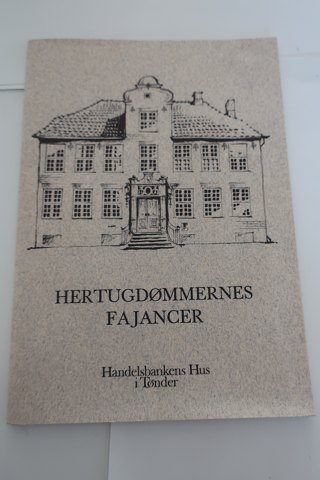 HERTUGDØMMERNES
FAJANCER
Handelsbankens Hus
i Tønder